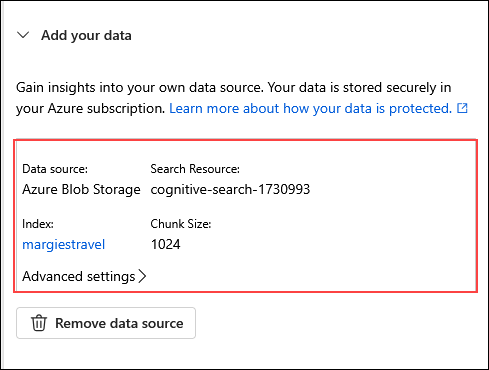 Add your data
Gain insights into your own data source. Your data is stored securely in
your Azure subscription. Learn more about how your data is protected.
Data source: Search Resource:
Azure Blob Storage cognitive-search-1730993
Index: Chunk Size:
margiestravel 1024
Advanced settings
Remove data source